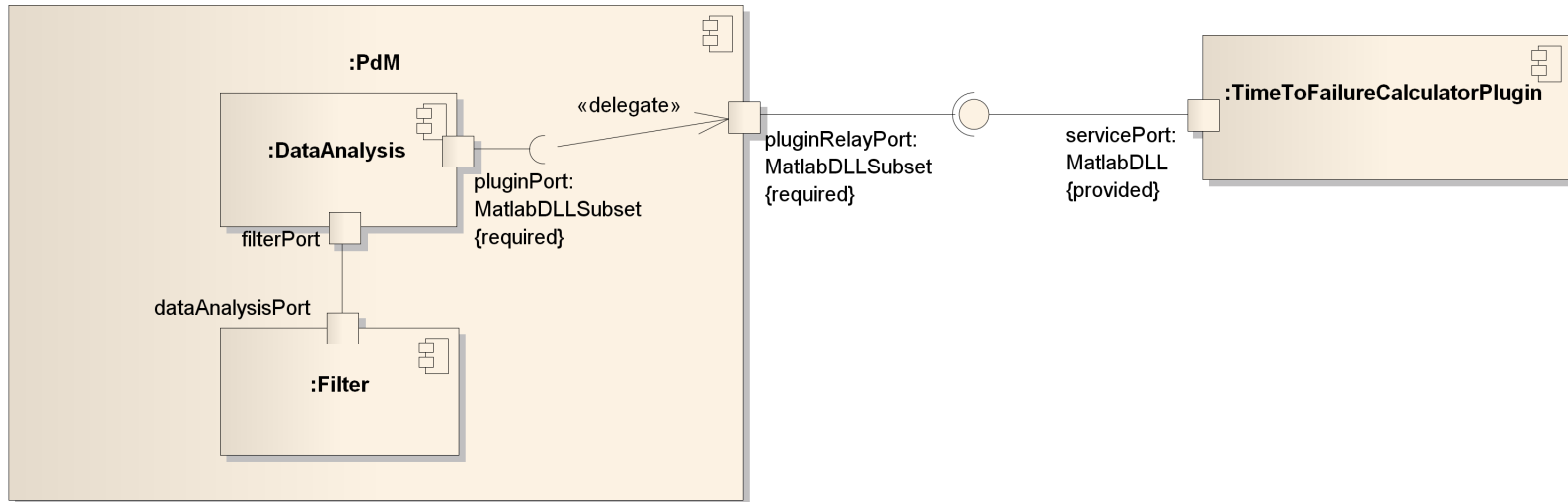 :PdM
:DataAnalysis
«delegate»
pluginPort:
MatlabDLLSubset
{required}
filterPort
dataAnalysisPort
:Filter
pluginRelayPort:
MatlabDLLSubset
{required}
servicePort:
MatlabDLL
{provided}
:TimeToFailureCalculatorPlugin